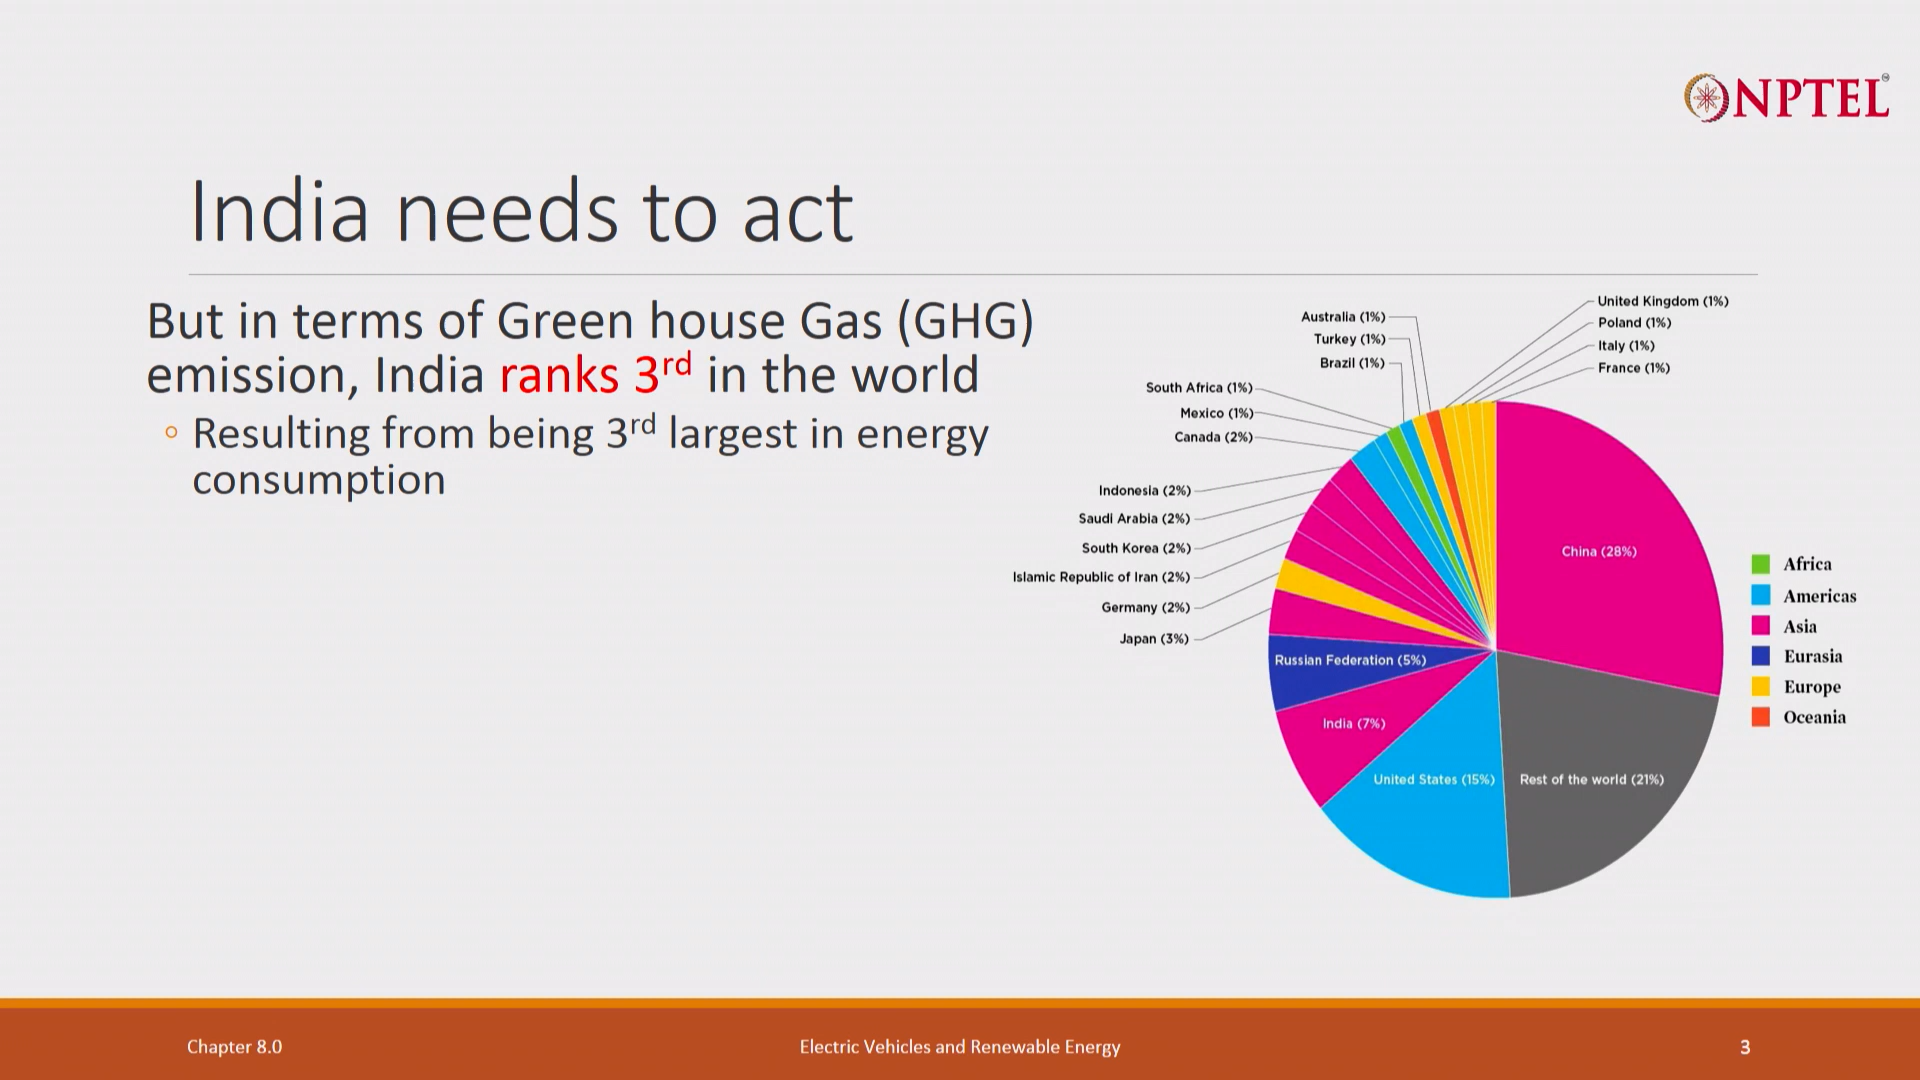 NPTEL
India needs to act
But in terms of Green house Gas (GHG)
emission, India ranks 3rd in the world
Resulting from being 3rd largest in energy
consumption
United Kingdom (1%)
Poland (1%)
Italy (1%)
France (1%)
Australia (1%)
Turkey (1%)
Brazil (1%)
South Africa (1%)
Mexico (1%)
Canada (2%)
Indonesia (2%)
Saudi Arabia (2%)
South Korea (2%)
Islamic Republic of Iran (2%)
Germany (2%)
Japan (3%)
Russian Federation (5%)
India (7%)
United States (15%)
Rest of the world (21%)
China (28%)
Africa
Americas
Asia
Eurasia
Europe
Oceania
Chapter 8.0
Electric Vehicles and Renewable Energy
3